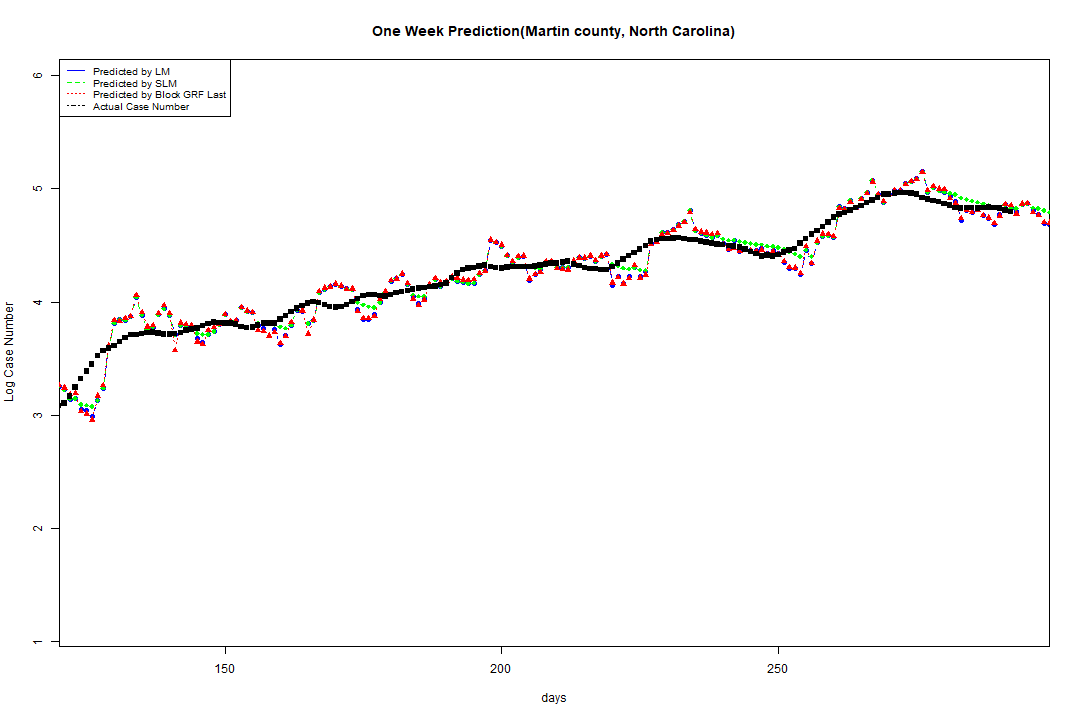 One Week Prediction(Martin county, North Carolina)
Predicted by LM
Predicted by SLM
Predicted by Block GRF Last
Actual Case Number
6
5
4
3
2
1
Log Case Number
150
200
250
days